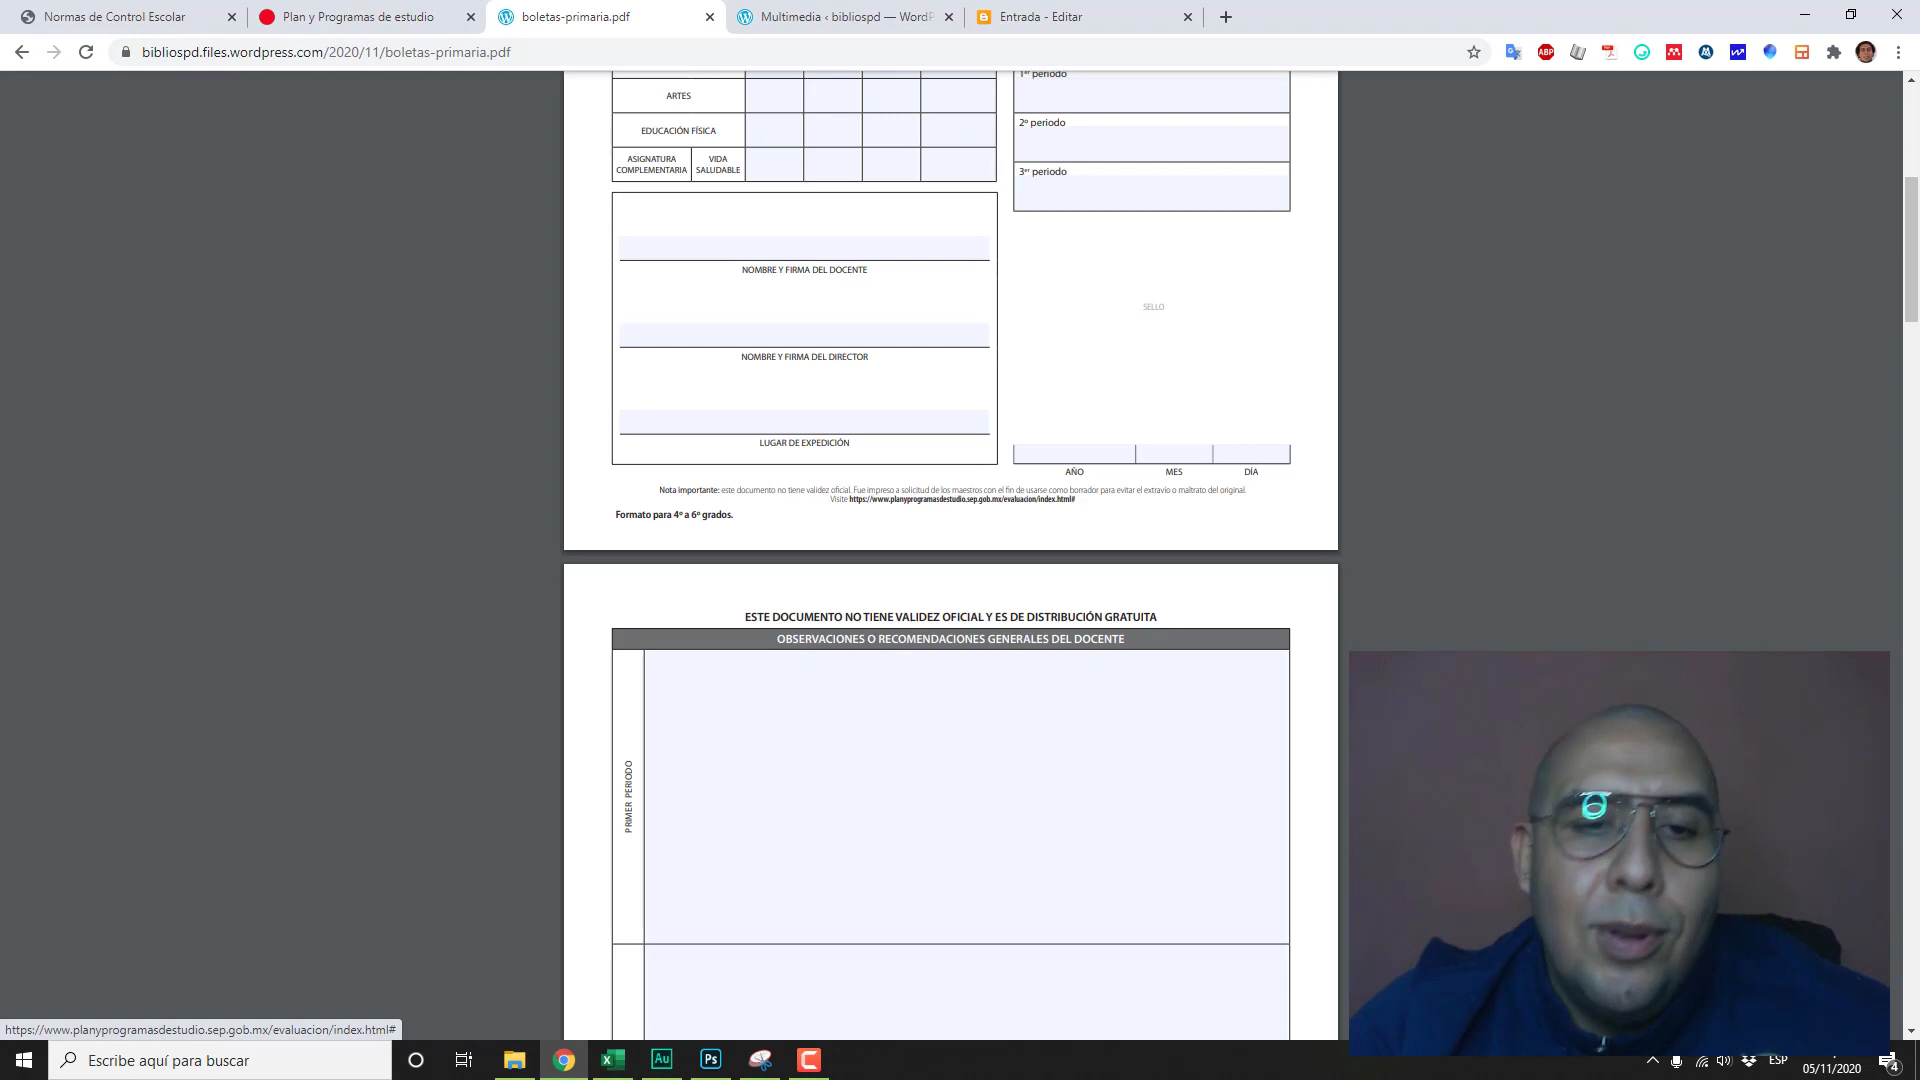 Normas de Control Escolar
Plan y Programas de estudio
boletas-primaria.pdf
Multimedia ‹ bibliospd — WordP
Entrada - Editar
bibliospd.files.wordpress.com/2020/11/boletas-primaria.pdf
ABP
1er periodo
ARTES
2º periodo
EDUCACIÓN FÍSICA
ASIGNATURA COMPLEMENTARIA
VIDA SALUDABLE
3er periodo
NOMBRE Y FIRMA DEL DOCENTE
SELLO
NOMBRE Y FIRMA DEL DIRECTOR
LUGAR DE EXPEDICIÓN
AÑO MES DÍA
Nota importante: este documento no tiene validez oficial. Fue impreso a solicitud de los maestros con el fin de usarse como borrador para evitar el extravío o maltrato del original.
Visite https://www.planyprogramasdestudio.sep.gob.mx/evaluacion/index.html#
Formato para 4º a 6º grados.
ESTE DOCUMENTO NO TIENE VALIDEZ OFICIAL Y ES DE DISTRIBUCIÓN GRATUITA
OBSERVACIONES O RECOMENDACIONES GENERALES DEL DOCENTE
PRIMER PERIODO
https://www.planyprogramasdestudio.sep.gob.mx/evaluacion/index.html#
Escribe aquí para buscar
Au
Ps
ESP
05/11/2020
4